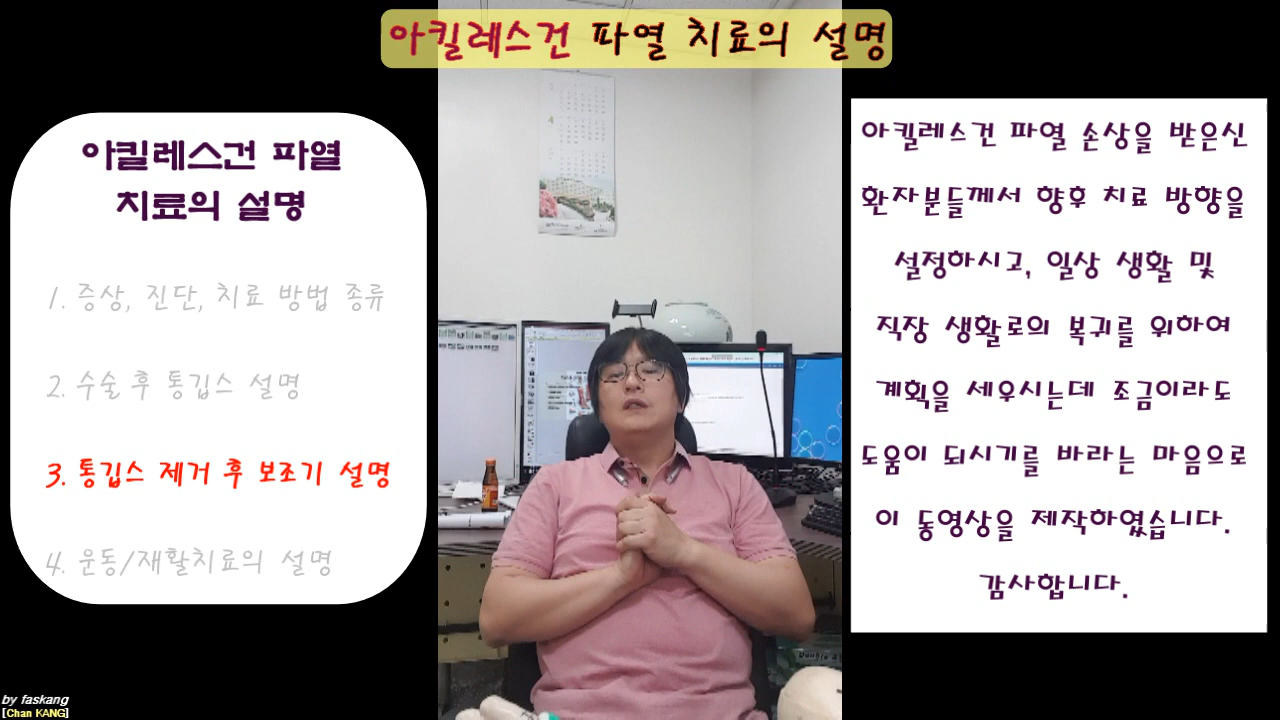 아킬레스건 파열 치료의 설명
아킬레스건 파열
치료의 설명
1. 증상, 진단, 치료 방법 종류
2. 수술 후 통깁스 설명
3. 통깁스 제거 후 보조기 설명
4. 운동/재활치료의 설명
아킬레스건 파열 손상을 받은신
환자분들께서 향후 치료 방향을
설정하시고, 일상 생활 및
직장 생활로의 복귀를 위하여
계획을 세우시는데 조금이라도
도움이 되시기를 바라는 마음으로
이 동영상을 제작하였습니다.
감사합니다.
by faskang
[Chan KANG]